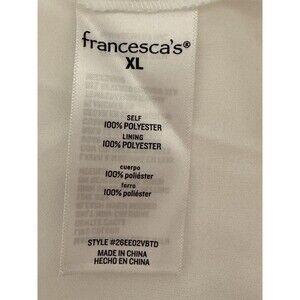 francesca's®
XL
SELF
100% POLYESTER
LINING
100% POLYESTER
cuerpo
100% poliéster
forro
100% poliéster
STYLE #26EE02VBTD
MADE IN CHINA
HECHO EN CHINA